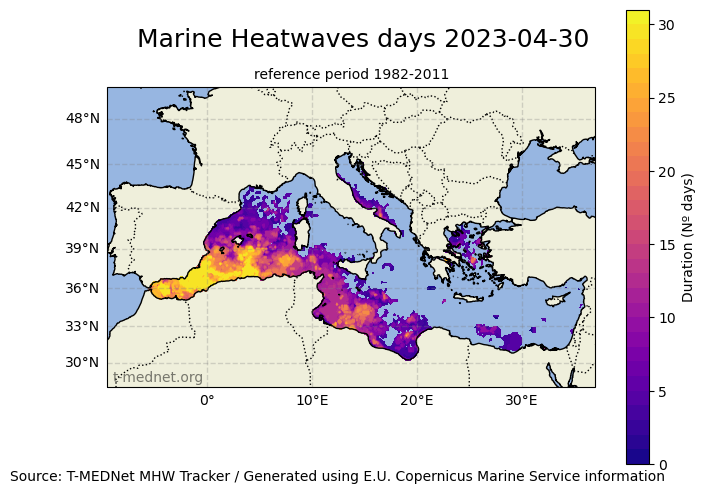 Marine Heatwaves days 2023-04-30
reference period 1982-2011
48°N
45°N
42°N
39°N
36°N
33°N
30°N
0°
10°E
20°E
30°E
t-mednet.org
30
25
20
15
10
5
0
Duration (Nº days)
Source: T-MEDNet MHW Tracker / Generated using E.U. Copernicus Marine Service information